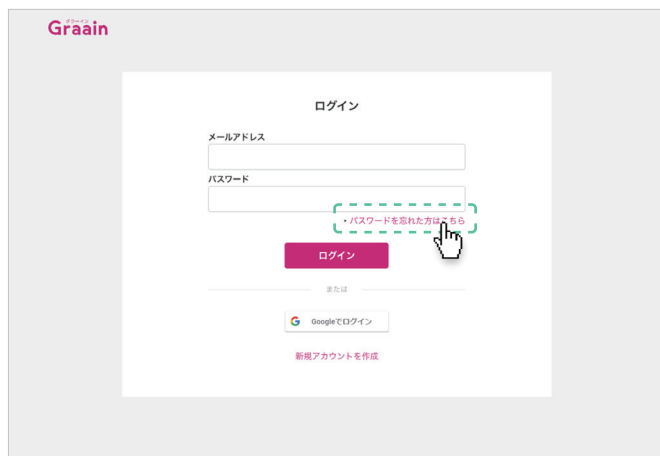 グラーイン
Graain
ログイン
メールアドレス
パスワード
・パスワードを忘れた方はこちら
ログイン
または
Googleでログイン
新規アカウントを作成